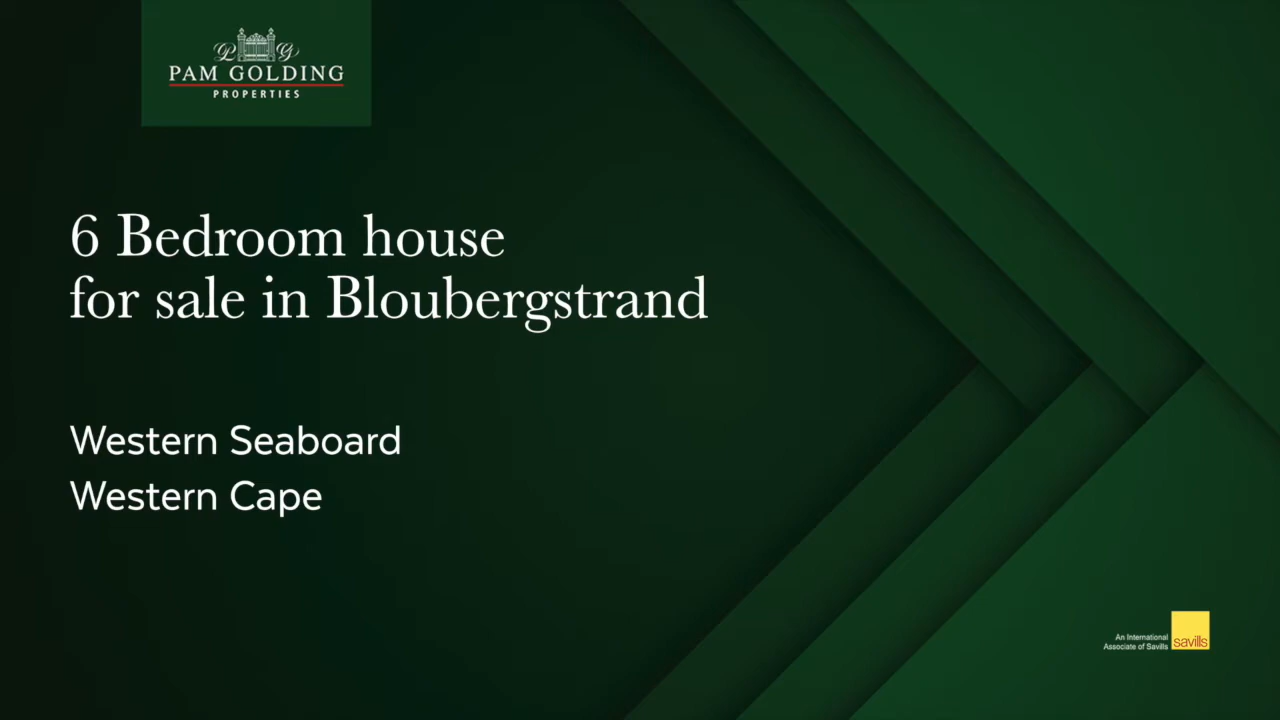 PAM GOLDING
PROPERTIES
6 Bedroom house
for sale in Bloubergstrand
Western Seaboard
Western Cape
An International
Associate of Savills
savills